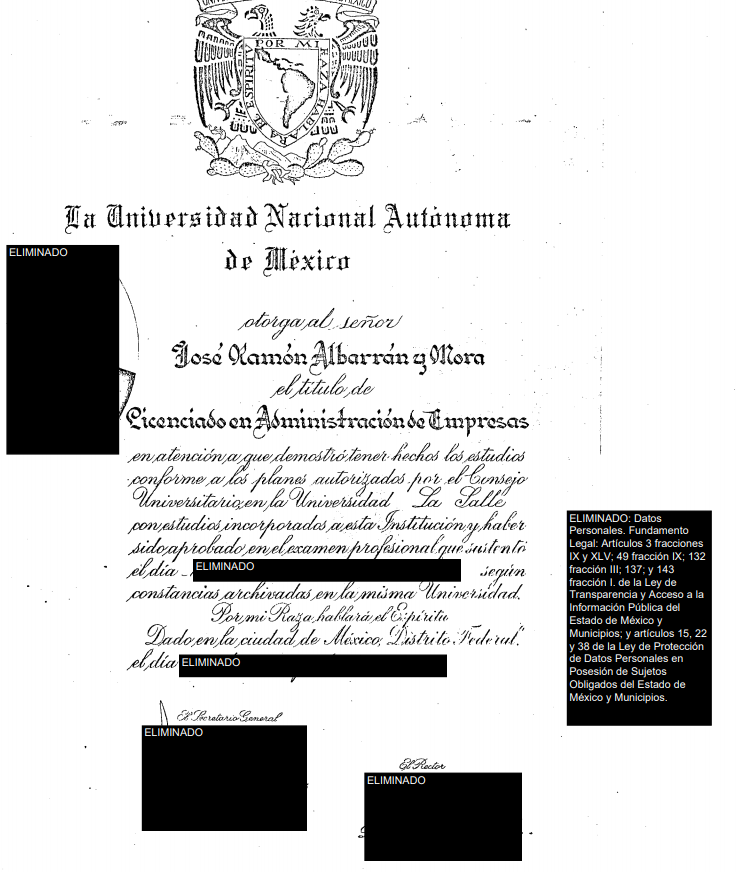 POR MI RAZA HABLARA EL ESPIRITU
La Universidad Nacional Autónoma
de México
ELIMINADO
otorga al señor
José Ramón Albarrán y Mora
el título de
Licenciado en Administración de Empresas
en atención a que demostró tener hechos los estudios
conforme a los planes autorizados por el Consejo
Universitario en la Universidad La Salle
con estudios incorporados a esta Institución y haber
sido aprobado en el examen profesional que sustentó
el día ELIMINADO según
constancias archivadas en la misma Universidad.
Por mi Raza hablará el Espíritu
Dado en la ciudad de México, Distrito Federal,
el día ELIMINADO
ELIMINADO: Datos
Personales. Fundamento
Legal: Artículos 3 fracciones
IX y XLV; 49 fracción IX; 132
fracción III; 137; y 143
fracción I. de la Ley de
Transparencia y Acceso a la
Información Pública del
Estado de México y
Municipios; y artículos 15, 22
y 38 de la Ley de Protección
de Datos Personales en
Posesión de Sujetos
Obligados del Estado de
México y Municipios.
El Secretario General
ELIMINADO
El Rector
ELIMINADO